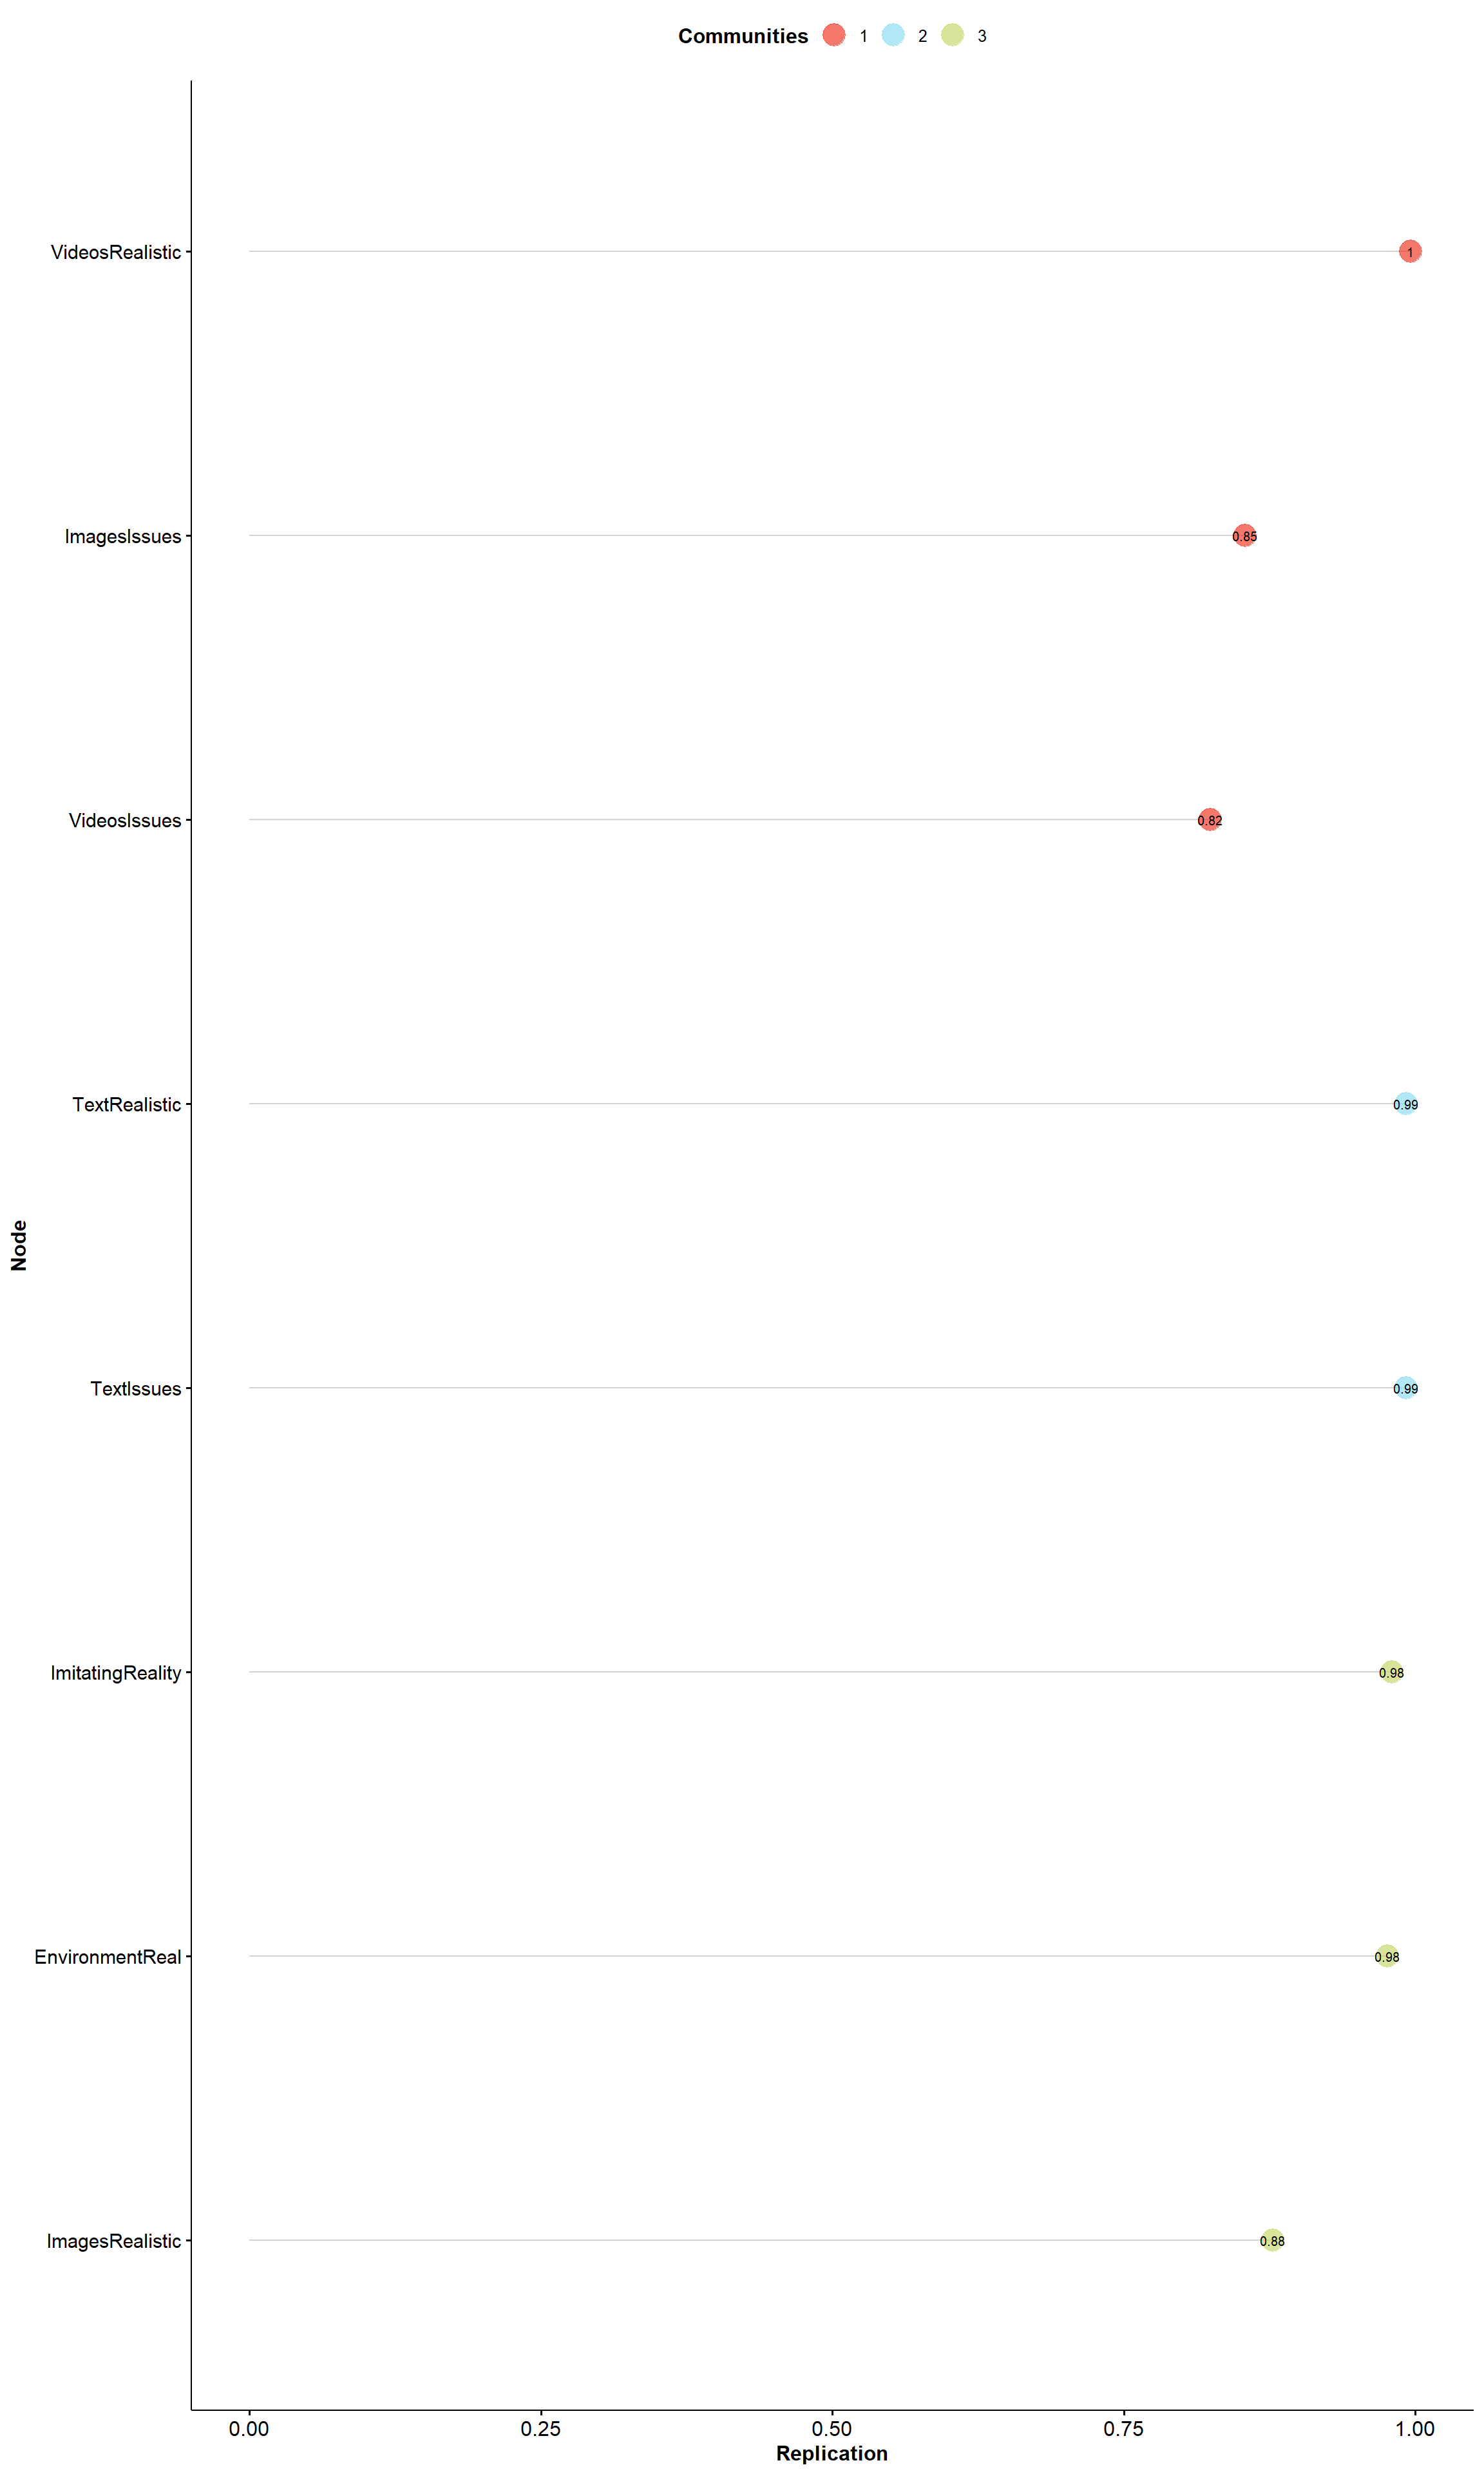 Communities 1 2 3
VideosRealistic 1
ImagesIssues 0.85
VideosIssues 0.82
TextRealistic 0.99
Node
TextIssues 0.99
ImitatingReality 0.98
EnvironmentReal 0.98
ImagesRealistic 0.88
0.00 0.25 0.50 0.75 1.00
Replication